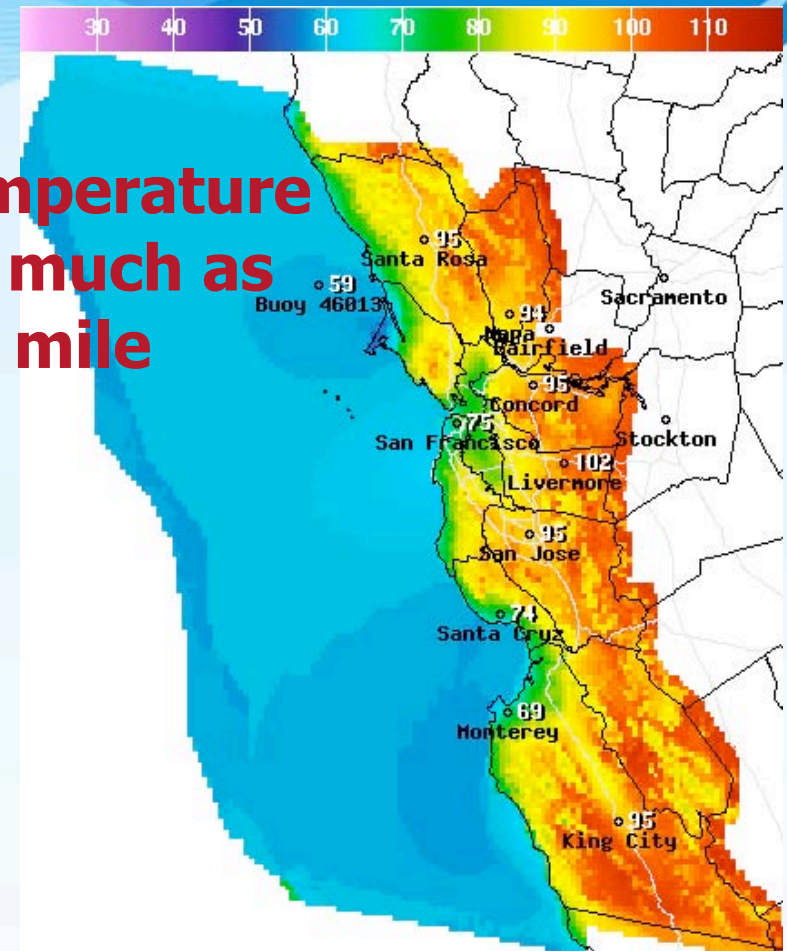 30 40 50 60 70 80 90 100 110
mperature
much as
mile
95
Santa Rosa
59
Buoy 46013
Sacramento
94
Napa
Fairfield
95
Concord
75
San Francisco
Stockton
102
Livermore
95
San Jose
74
Santa Cruz
69
Monterey
95
King City